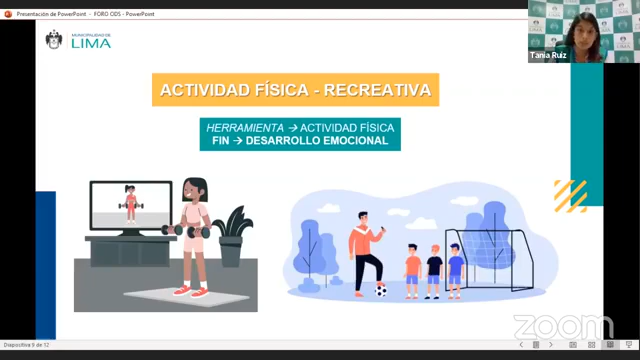 Presentación de PowerPoint - FORO ODS - PowerPoint
MUNICIPALIDAD DE
LIMA
Tania Ruiz
ACTIVIDAD FÍSICA - RECREATIVA
HERRAMIENTA → ACTIVIDAD FÍSICA
FIN → DESARROLLO EMOCIONAL
zoom
Diapositiva 9 de 12